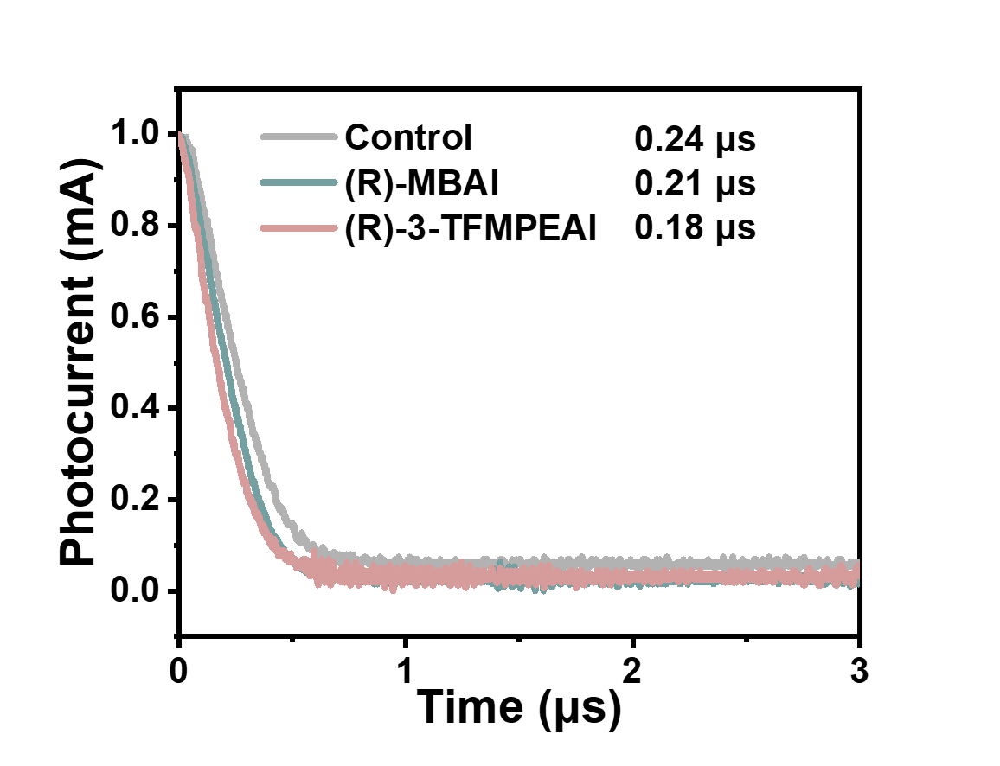 Control 0.24 µs
(R)-MBAI 0.21 µs
(R)-3-TFMPEAI 0.18 µs
Photocurrent (mA)
1.0
0.8
0.6
0.4
0.2
0.0
0 1 2 3
Time (µs)